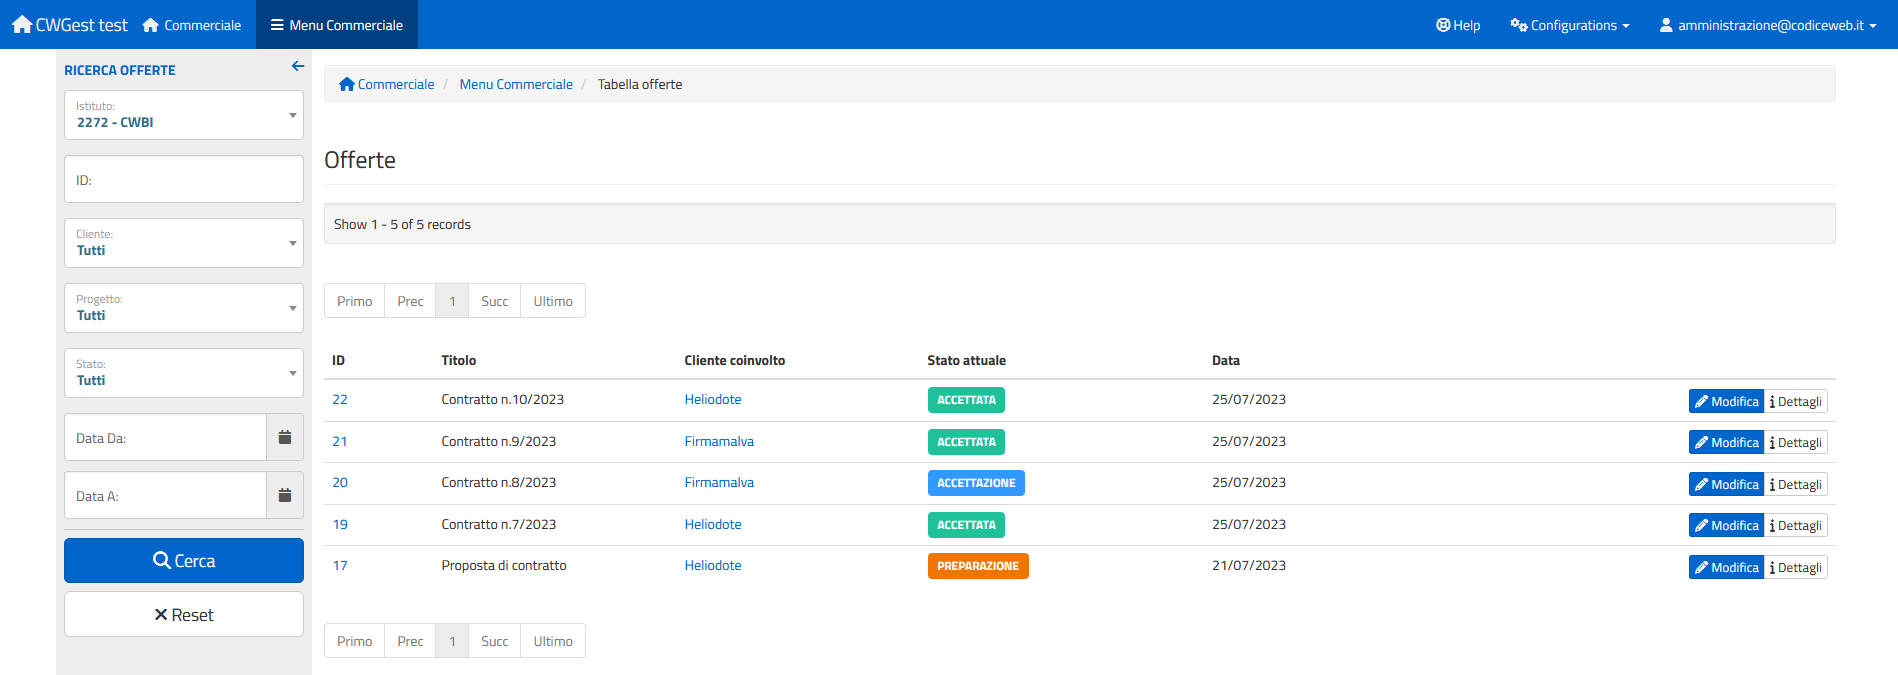 CWGest test Commerciale Menu Commerciale Help Configurations amministrazione@codiceweb.it
RICERCA OFFERTE
Istituto:
2272 - CWBI
ID:
Cliente:
Tutti
Progetto:
Tutti
Stato:
Tutti
Data Da:
Data A:
Cerca
Reset
Commerciale / Menu Commerciale / Tabella offerte
Offerte
Show 1 - 5 of 5 records
Primo Prec 1 Succ Ultimo
ID Titolo Cliente coinvolto Stato attuale Data
22 Contratto n.10/2023 Heliodote ACCETTATA 25/07/2023 Modifica Dettagli
21 Contratto n.9/2023 Firmamalva ACCETTATA 25/07/2023 Modifica Dettagli
20 Contratto n.8/2023 Firmamalva ACCETTAZIONE 25/07/2023 Modifica Dettagli
19 Contratto n.7/2023 Heliodote ACCETTATA 25/07/2023 Modifica Dettagli
17 Proposta di contratto Heliodote PREPARAZIONE 21/07/2023 Modifica Dettagli
Primo Prec 1 Succ Ultimo